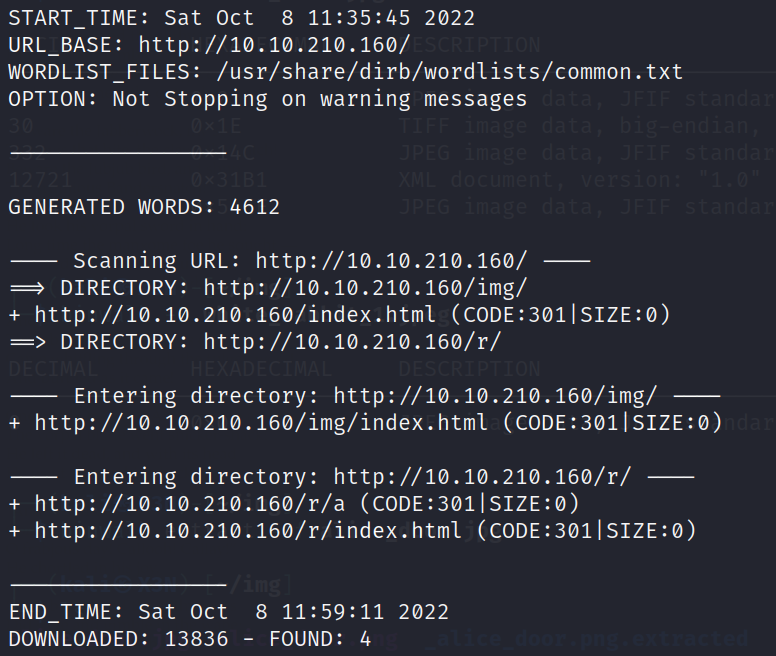 START_TIME: Sat Oct  8 11:35:45 2022
URL_BASE: http://10.10.210.160/
WORDLIST_FILES: /usr/share/dirb/wordlists/common.txt
OPTION: Not Stopping on warning messages
-----------------
GENERATED WORDS: 4612
---- Scanning URL: http://10.10.210.160/ ----
==> DIRECTORY: http://10.10.210.160/img/
+ http://10.10.210.160/index.html (CODE:301|SIZE:0)
==> DIRECTORY: http://10.10.210.160/r/
---- Entering directory: http://10.10.210.160/img/ ----
+ http://10.10.210.160/img/index.html (CODE:301|SIZE:0)
---- Entering directory: http://10.10.210.160/r/ ----
+ http://10.10.210.160/r/a (CODE:301|SIZE:0)
+ http://10.10.210.160/r/index.html (CODE:301|SIZE:0)
-----------------
END_TIME: Sat Oct  8 11:59:11 2022
DOWNLOADED: 13836 - FOUND: 4